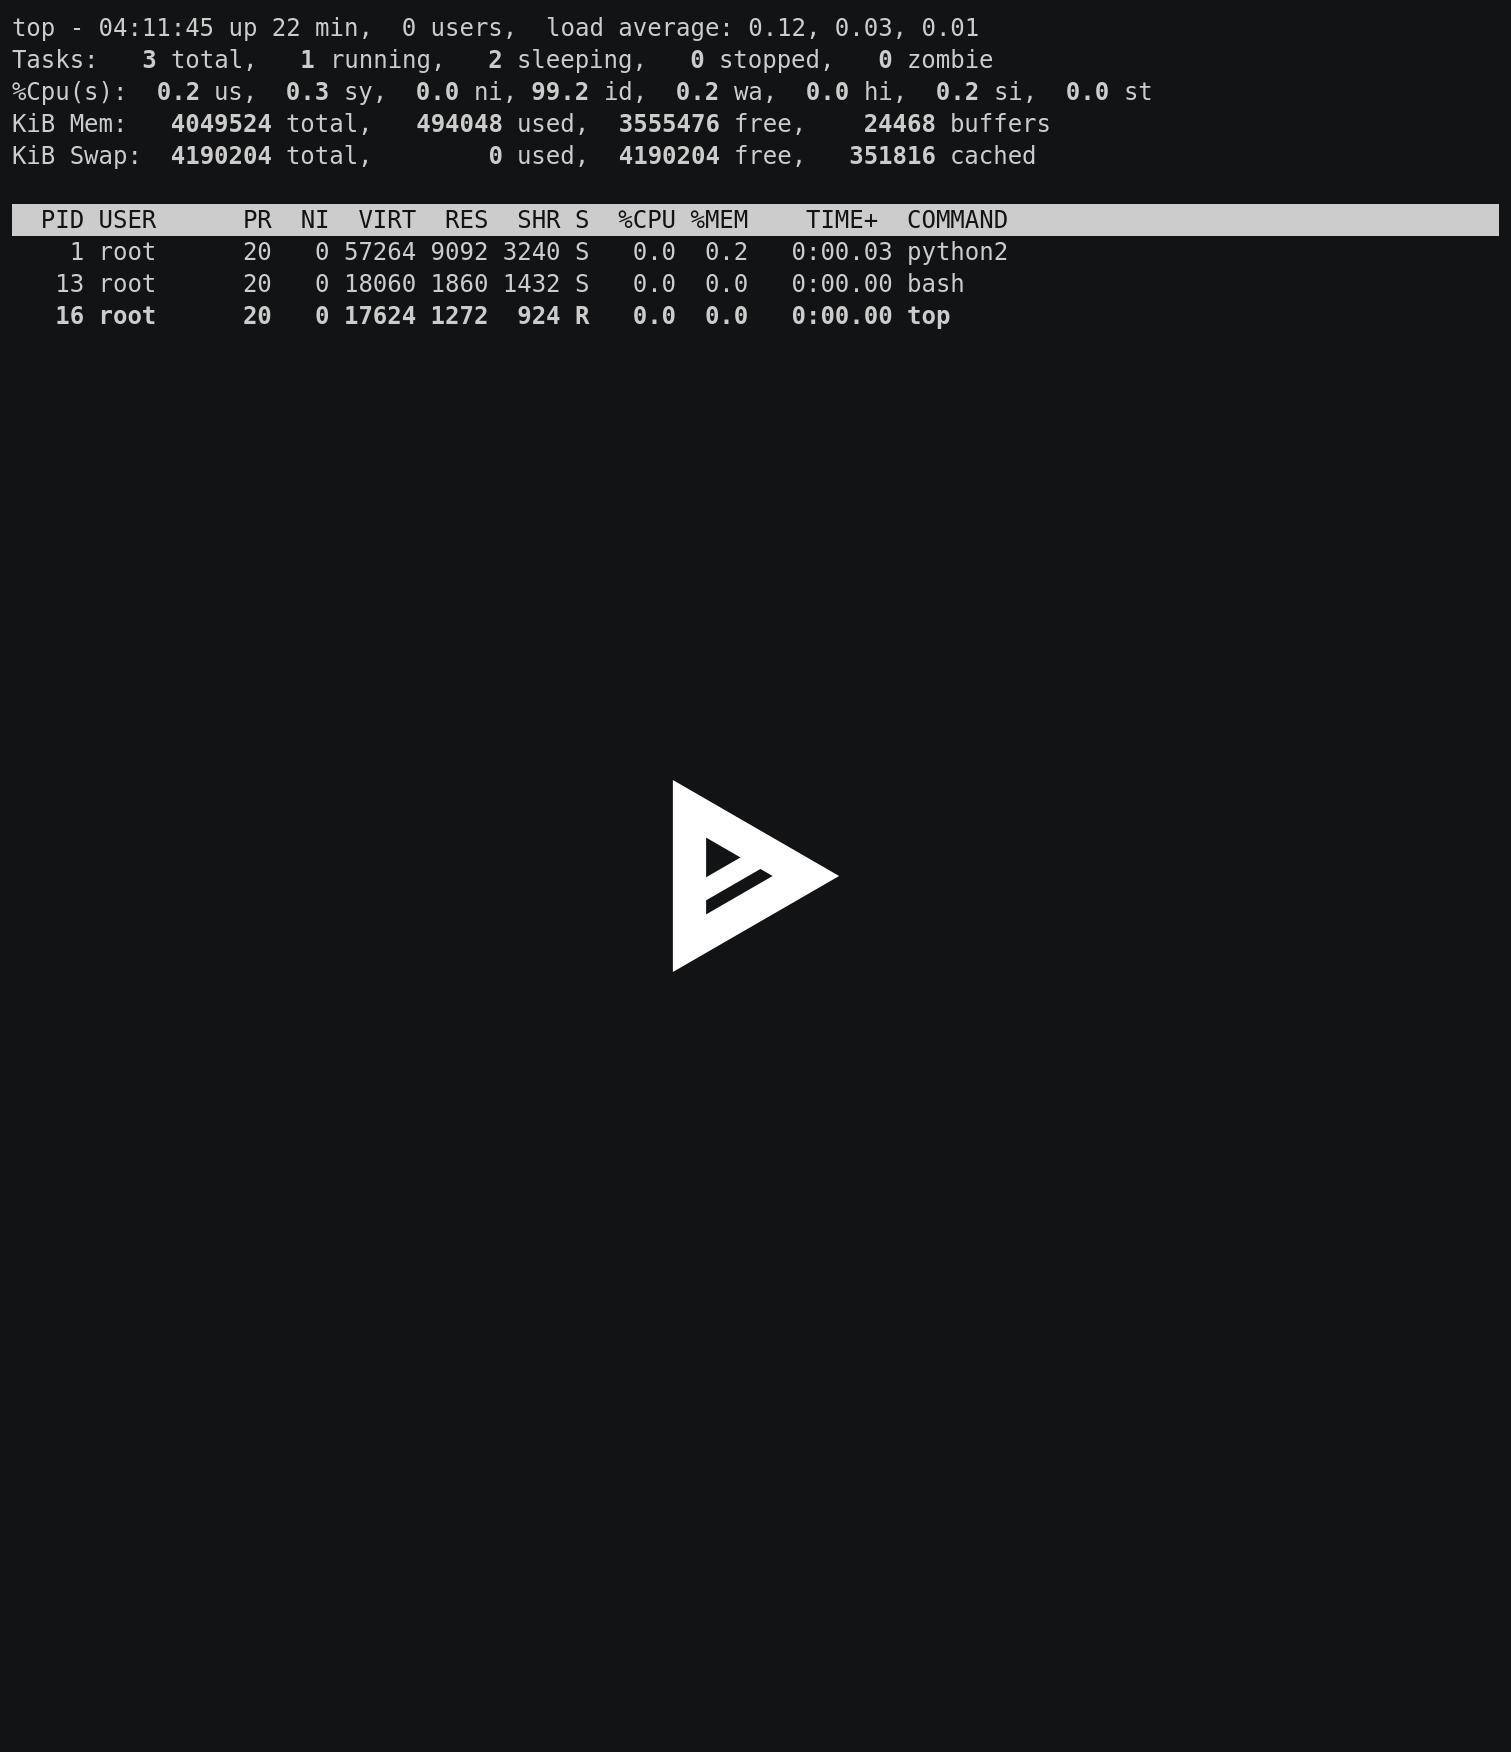 top - 04:11:45 up 22 min,  0 users,  load average: 0.12, 0.03, 0.01
Tasks:   3 total,   1 running,   2 sleeping,   0 stopped,   0 zombie
%Cpu(s):  0.2 us,  0.3 sy,  0.0 ni, 99.2 id,  0.2 wa,  0.0 hi,  0.2 si,  0.0 st
KiB Mem:   4049524 total,   494048 used,  3555476 free,    24468 buffers
KiB Swap:  4190204 total,        0 used,  4190204 free,   351816 cached
  PID USER      PR  NI  VIRT  RES  SHR S  %CPU %MEM    TIME+  COMMAND
    1 root      20   0 57264 9092 3240 S   0.0  0.2   0:00.03 python2
   13 root      20   0 18060 1860 1432 S   0.0  0.0   0:00.00 bash
   16 root      20   0 17624 1272  924 R   0.0  0.0   0:00.00 top